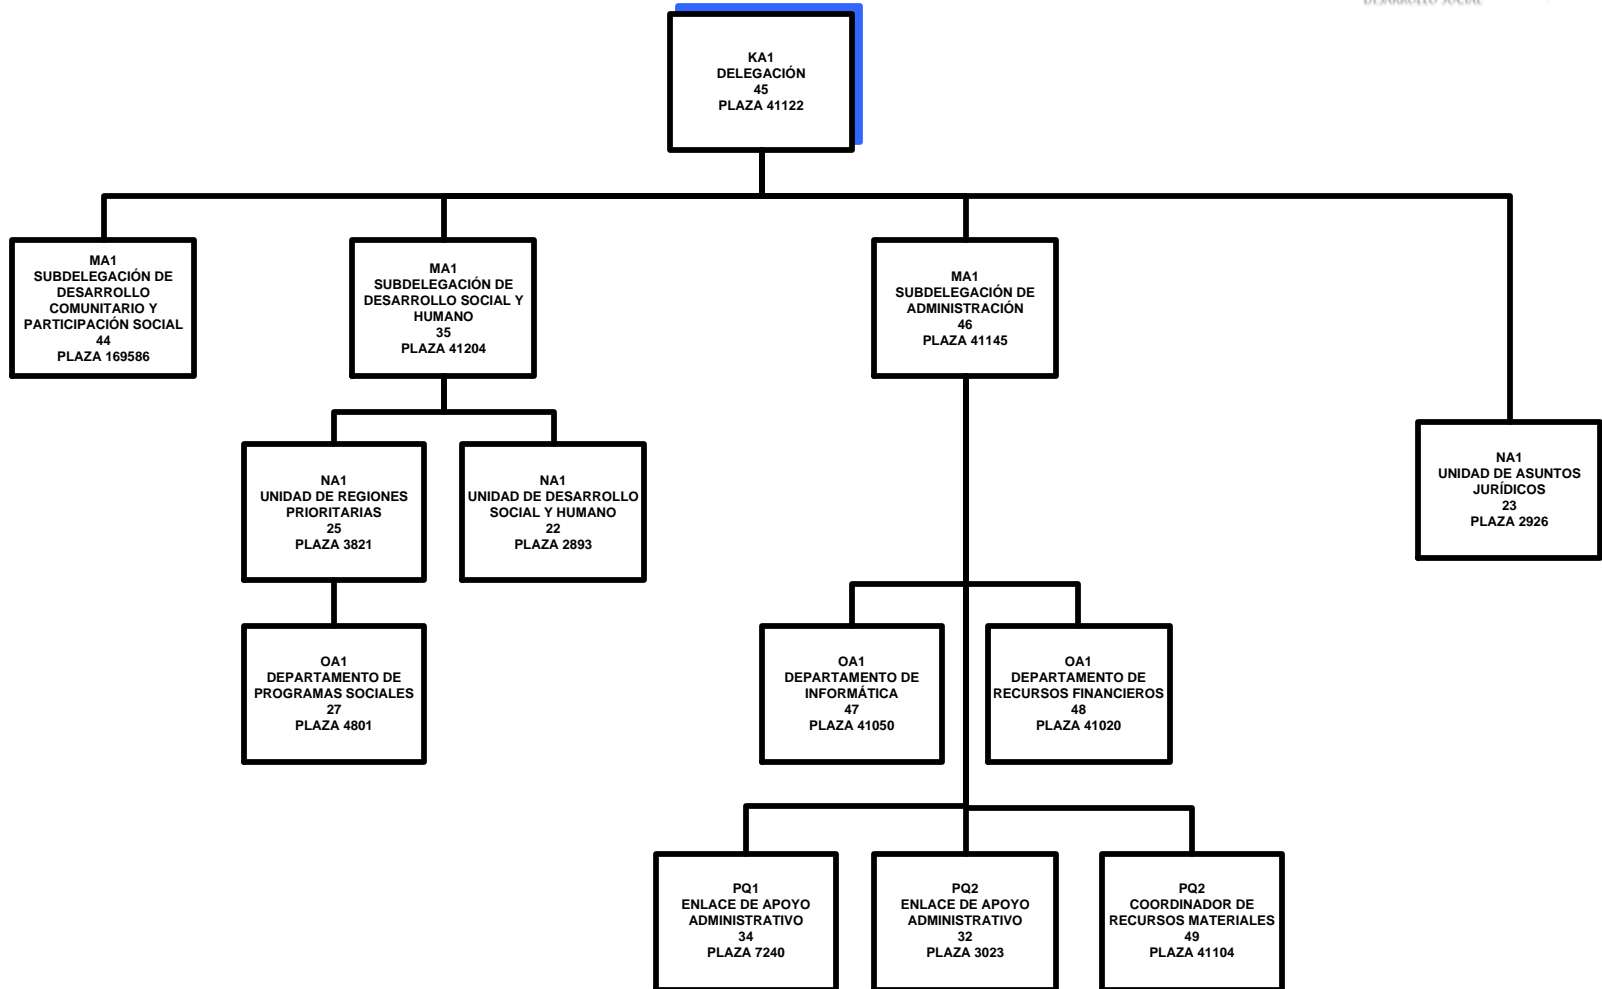 DESARROLLO SOCIAL
KA1
DELEGACIÓN
45
PLAZA 41122
MA1
SUBDELEGACIÓN DE
DESARROLLO
COMUNITARIO Y
PARTICIPACIÓN SOCIAL
44
PLAZA 169586
MA1
SUBDELEGACIÓN DE
DESARROLLO SOCIAL Y
HUMANO
35
PLAZA 41204
MA1
SUBDELEGACIÓN DE
ADMINISTRACIÓN
46
PLAZA 41145
NA1
UNIDAD DE REGIONES
PRIORITARIAS
25
PLAZA 3821
NA1
UNIDAD DE DESARROLLO
SOCIAL Y HUMANO
22
PLAZA 2893
NA1
UNIDAD DE ASUNTOS
JURÍDICOS
23
PLAZA 2926
OA1
DEPARTAMENTO DE
PROGRAMAS SOCIALES
27
PLAZA 4801
OA1
DEPARTAMENTO DE
INFORMÁTICA
47
PLAZA 41050
OA1
DEPARTAMENTO DE
RECURSOS FINANCIEROS
48
PLAZA 41020
PQ1
ENLACE DE APOYO
ADMINISTRATIVO
34
PLAZA 7240
PQ2
ENLACE DE APOYO
ADMINISTRATIVO
32
PLAZA 3023
PQ2
COORDINADOR DE
RECURSOS MATERIALES
49
PLAZA 41104